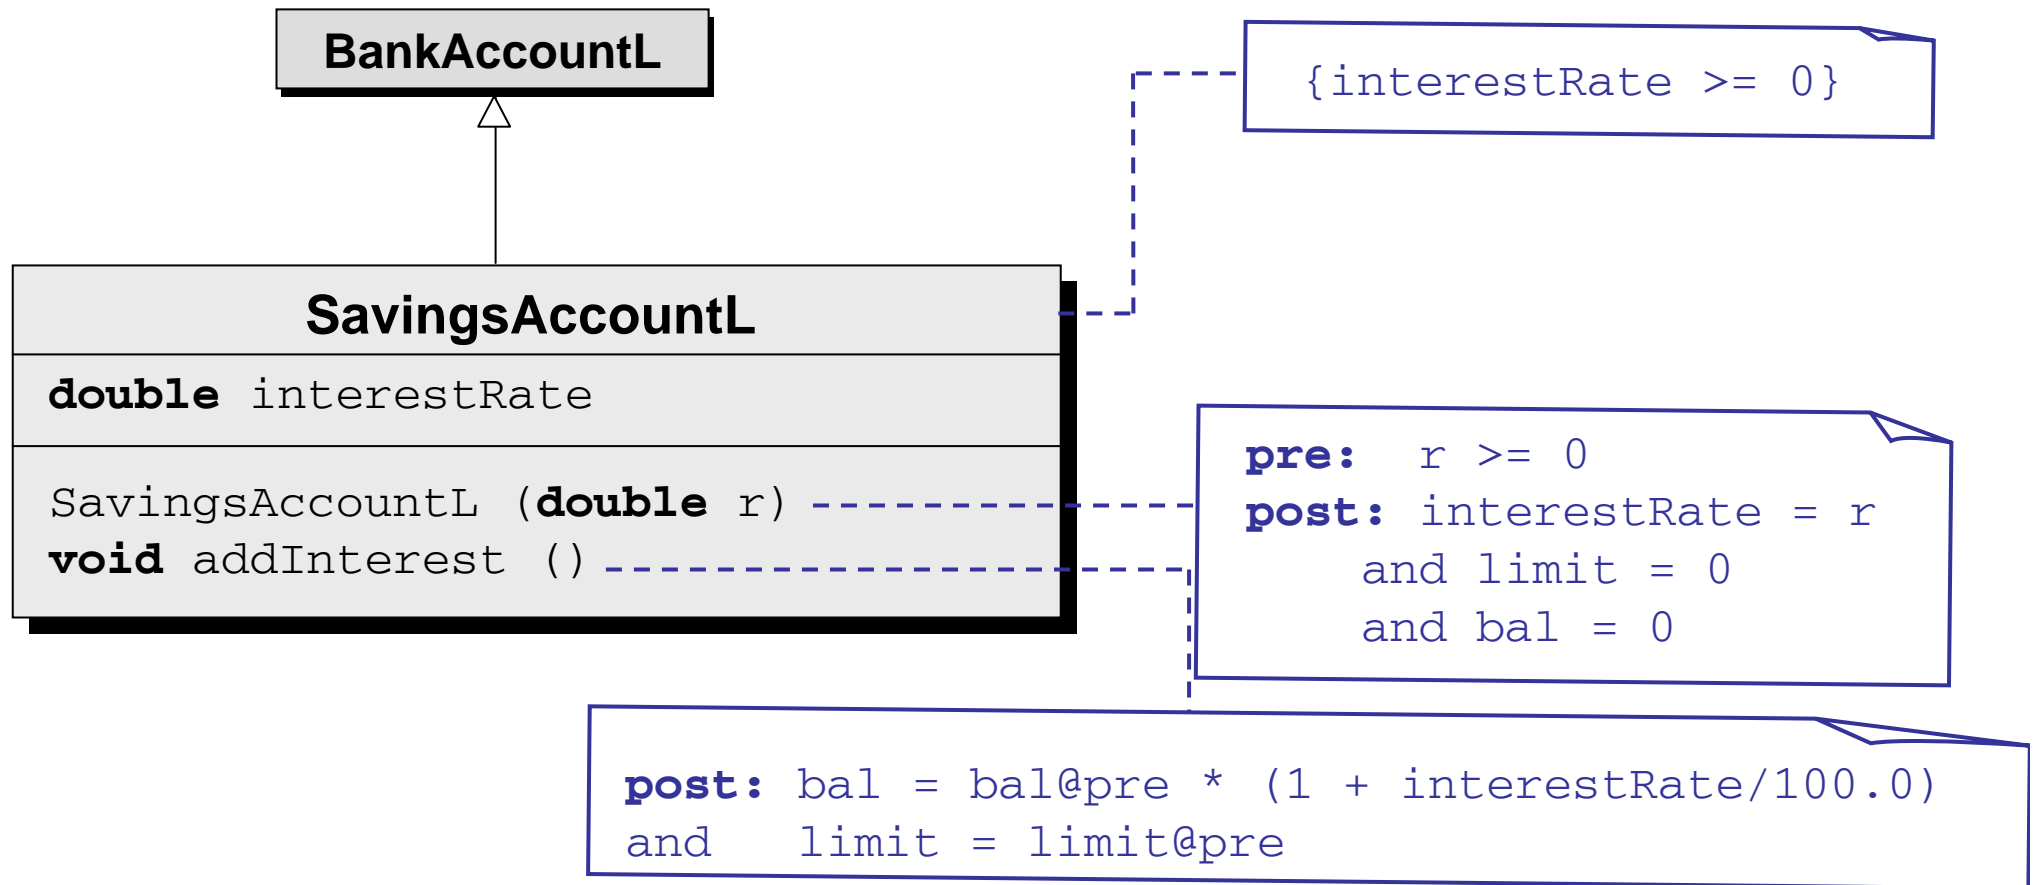 BankAccountL
{interestRate >= 0}
SavingsAccountL
double interestRate
SavingsAccountL (double r)
void addInterest ()
pre: r >= 0
post: interestRate = r
and limit = 0
and bal = 0
post: bal = bal@pre * (1 + interestRate/100.0)
and limit = limit@pre